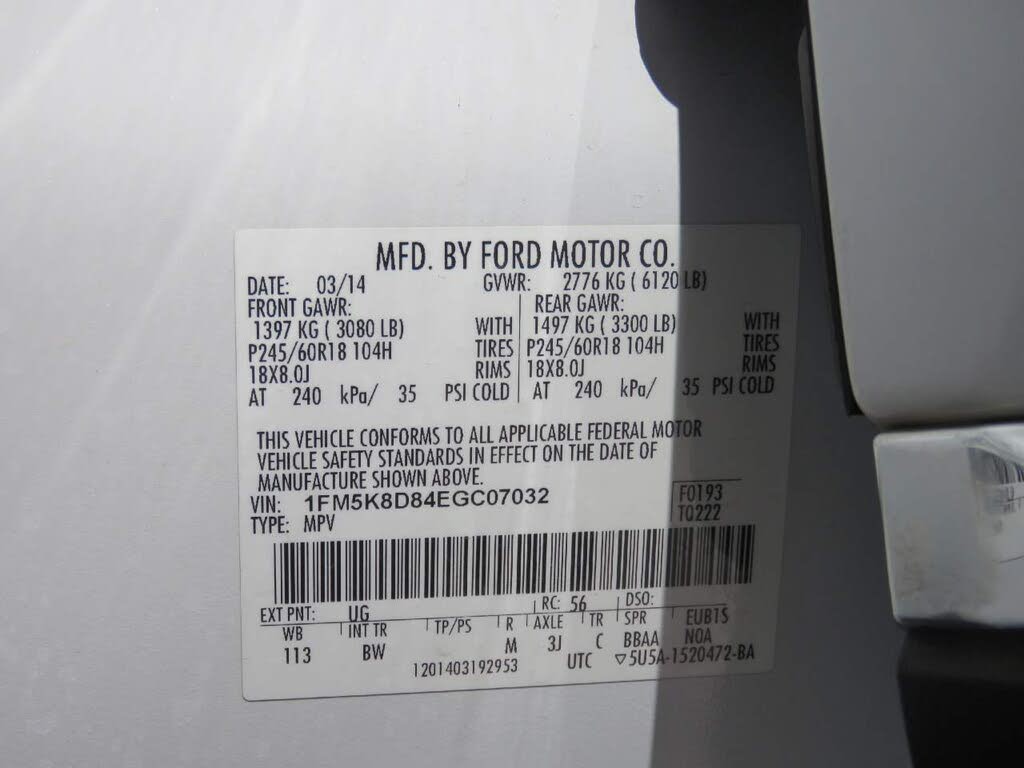 MFD. BY FORD MOTOR CO.
DATE: 03/14 GVWR: 2776 KG ( 6120 LB)
FRONT GAWR: REAR GAWR:
1397 KG ( 3080 LB) WITH 1497 KG ( 3300 LB) WITH
P245/60R18 104H TIRES P245/60R18 104H TIRES
18X8.0J RIMS 18X8.0J RIMS
AT 240 kPa/ 35 PSI COLD AT 240 kPa/ 35 PSI COLD
THIS VEHICLE CONFORMS TO ALL APPLICABLE FEDERAL MOTOR
VEHICLE SAFETY STANDARDS IN EFFECT ON THE DATE OF
MANUFACTURE SHOWN ABOVE.
VIN: 1FM5K8D84EGC07032 F0193
TYPE: MPV T0222
EXT PNT: UG RC: 56 DSO:
WB INT TR TP/PS R AXLE TR SPR EUB1S
113 BW M 3J C BBAA NOA
1201403192953 UTC ▽5U5A-1520472-BA